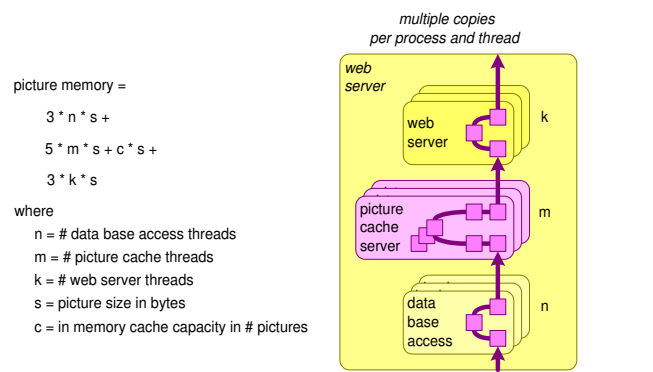 multiple copies
per process and thread
picture memory =
3 * n * s +
5 * m * s + c * s +
3 * k * s
where
n = # data base access threads
m = # picture cache threads
k = # web server threads
s = picture size in bytes
c = in memory cache capacity in # pictures
web
server
web
server
k
picture
cache
server
m
data
base
access
n